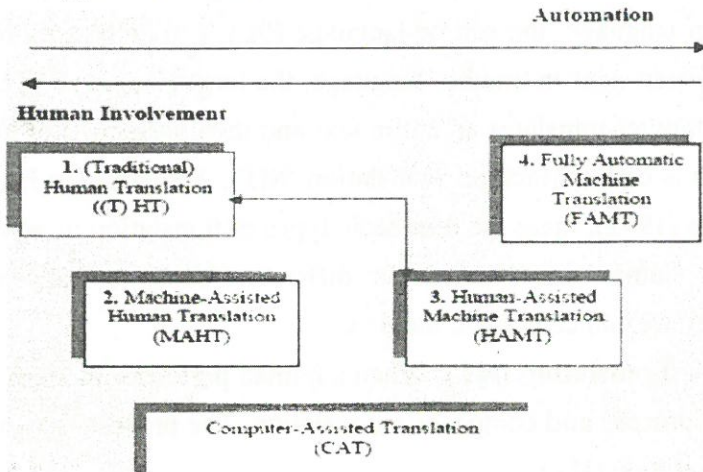 Automation
Human Involvement
1. (Traditional)
Human Translation
((T) HT)
4. Fully Automatic
Machine
Translation
(FAMT)
2. Machine-Assisted
Human Translation
(MAHT)
3. Human-Assisted
Machine Translation
(HAMT)
Computer-Assisted Translation
(CAT)